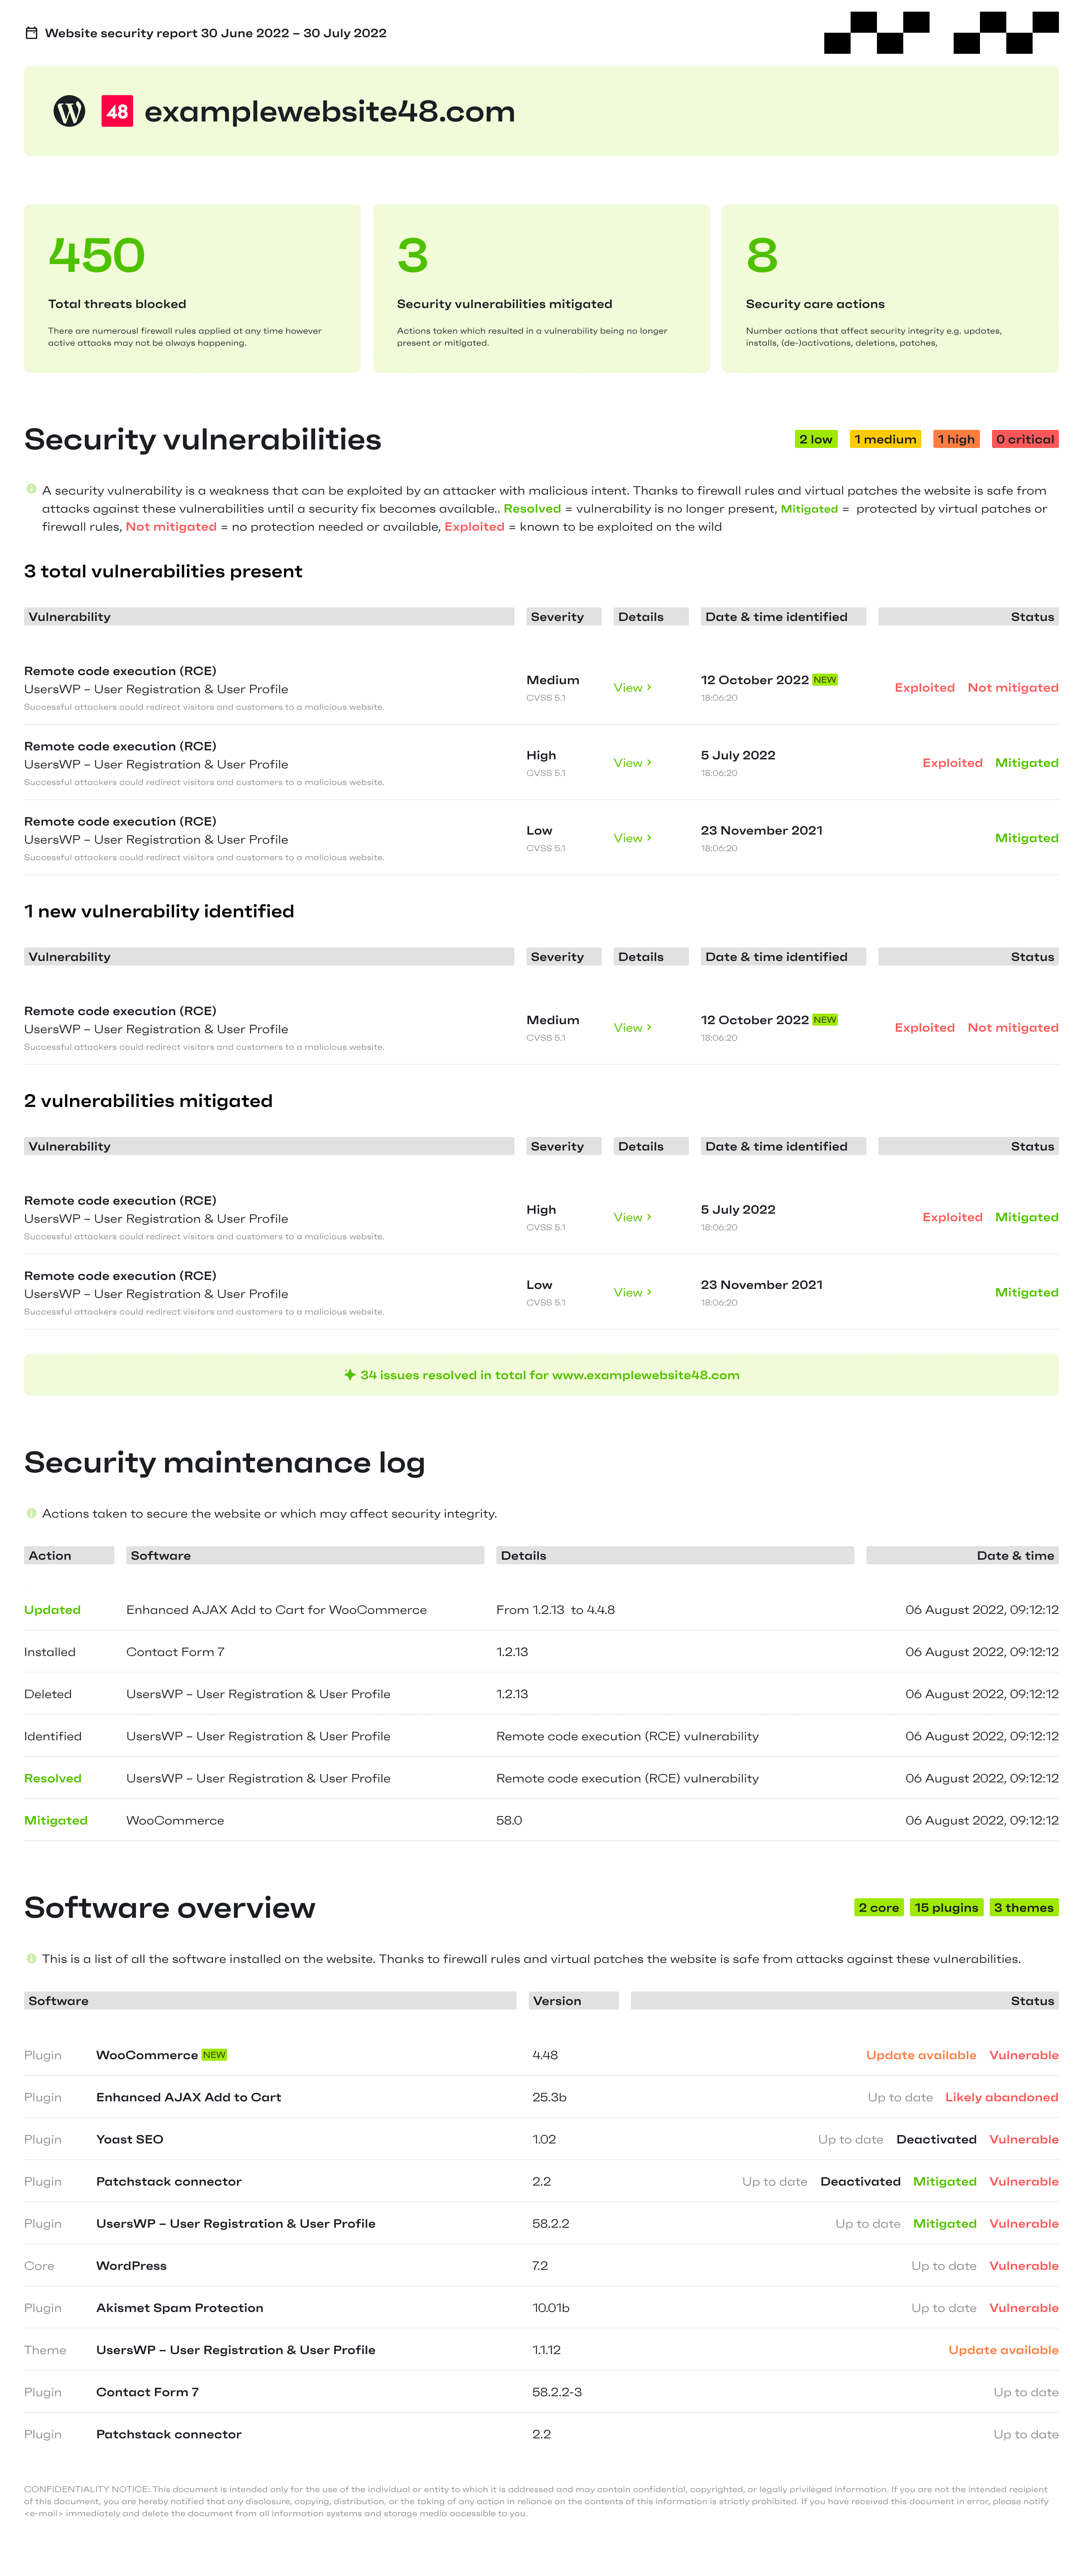 Website security report 30 June 2022 – 30 July 2022
48 examplewebsite48.com
450
Total threats blocked
There are numerousl firewall rules applied at any time however
active attacks may not be always happening.
3
Security vulnerabilities mitigated
Actions taken which resulted in a vulnerability being no longer
present or mitigated.
8
Security care actions
Number actions that affect security integrity e.g. updates,
installs, (de-)activations, deletions, patches,
Security vulnerabilities
2 low 1 medium 1 high 0 critical
A security vulnerability is a weakness that can be exploited by an attacker with malicious intent. Thanks to firewall rules and virtual patches the website is safe from
attacks against these vulnerabilities until a security fix becomes available.. Resolved = vulnerability is no longer present, Mitigated = protected by virtual patches or
firewall rules, Not mitigated = no protection needed or available, Exploited = known to be exploited on the wild
3 total vulnerabilities present
Vulnerability Severity Details Date & time identified Status
Remote code execution (RCE)
UsersWP – User Registration & User Profile
Successful attackers could redirect visitors and customers to a malicious website.
Medium
CVSS 5.1
View ›
12 October 2022 NEW
18:06:20
Exploited Not mitigated
Remote code execution (RCE)
UsersWP – User Registration & User Profile
Successful attackers could redirect visitors and customers to a malicious website.
High
CVSS 5.1
View ›
5 July 2022
18:06:20
Exploited Mitigated
Remote code execution (RCE)
UsersWP – User Registration & User Profile
Successful attackers could redirect visitors and customers to a malicious website.
Low
CVSS 5.1
View ›
23 November 2021
18:06:20
Mitigated
1 new vulnerability identified
Vulnerability Severity Details Date & time identified Status
Remote code execution (RCE)
UsersWP – User Registration & User Profile
Successful attackers could redirect visitors and customers to a malicious website.
Medium
CVSS 5.1
View ›
12 October 2022 NEW
18:06:20
Exploited Not mitigated
2 vulnerabilities mitigated
Vulnerability Severity Details Date & time identified Status
Remote code execution (RCE)
UsersWP – User Registration & User Profile
Successful attackers could redirect visitors and customers to a malicious website.
High
CVSS 5.1
View ›
5 July 2022
18:06:20
Exploited Mitigated
Remote code execution (RCE)
UsersWP – User Registration & User Profile
Successful attackers could redirect visitors and customers to a malicious website.
Low
CVSS 5.1
View ›
23 November 2021
18:06:20
Mitigated
34 issues resolved in total for www.examplewebsite48.com
Security maintenance log
Actions taken to secure the website or which may affect security integrity.
Action Software Details Date & time
Updated Enhanced AJAX Add to Cart for WooCommerce From 1.2.13 to 4.4.8 06 August 2022, 09:12:12
Installed Contact Form 7 1.2.13 06 August 2022, 09:12:12
Deleted UsersWP – User Registration & User Profile 1.2.13 06 August 2022, 09:12:12
Identified UsersWP – User Registration & User Profile Remote code execution (RCE) vulnerability 06 August 2022, 09:12:12
Resolved UsersWP – User Registration & User Profile Remote code execution (RCE) vulnerability 06 August 2022, 09:12:12
Mitigated WooCommerce 58.0 06 August 2022, 09:12:12
Software overview
2 core 15 plugins 3 themes
This is a list of all the software installed on the website. Thanks to firewall rules and virtual patches the website is safe from attacks against these vulnerabilities.
Software Version Status
Plugin WooCommerce NEW 4.48 Update available Vulnerable
Plugin Enhanced AJAX Add to Cart 25.3b Up to date Likely abandoned
Plugin Yoast SEO 1.02 Up to date Deactivated Vulnerable
Plugin Patchstack connector 2.2 Up to date Deactivated Mitigated Vulnerable
Plugin UsersWP – User Registration & User Profile 58.2.2 Up to date Mitigated Vulnerable
Core WordPress 7.2 Up to date Vulnerable
Plugin Akismet Spam Protection 10.01b Up to date Vulnerable
Theme UsersWP – User Registration & User Profile 1.1.12 Update available
Plugin Contact Form 7 58.2.2-3 Up to date
Plugin Patchstack connector 2.2 Up to date
CONFIDENTIALITY NOTICE: This document is intended only for the use of the individual or entity to which it is addressed and may contain confidential, copyrighted, or legally privileged information. If you are not the intended recipient
of this document, you are hereby notified that any disclosure, copying, distribution, or the taking of any action in reliance on the contents of this information is strictly prohibited. If you have received this document in error, please notify
<e-mail> immediately and delete the document from all information systems and storage media accessible to you.